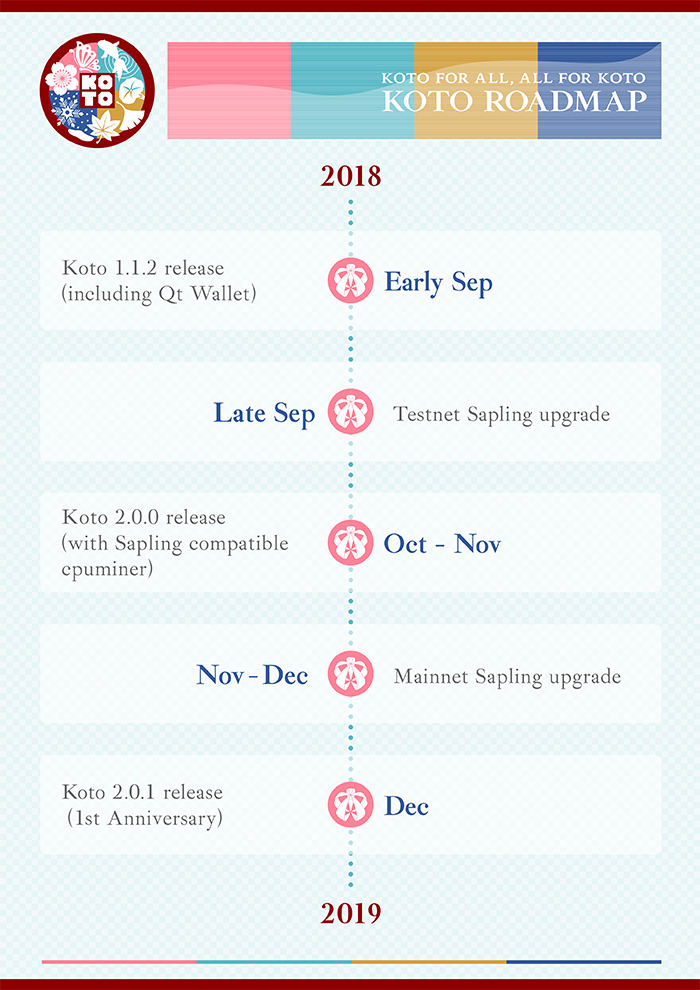 KO
TO
KOTO FOR ALL, ALL FOR KOTO
KOTO ROADMAP
2018
Koto 1.1.2 release
(including Qt Wallet)
Early Sep
Late Sep
Testnet Sapling upgrade
Koto 2.0.0 release
(with Sapling compatible
cpuminer)
Oct - Nov
Nov - Dec
Mainnet Sapling upgrade
Koto 2.0.1 release
(1st Anniversary)
Dec
2019